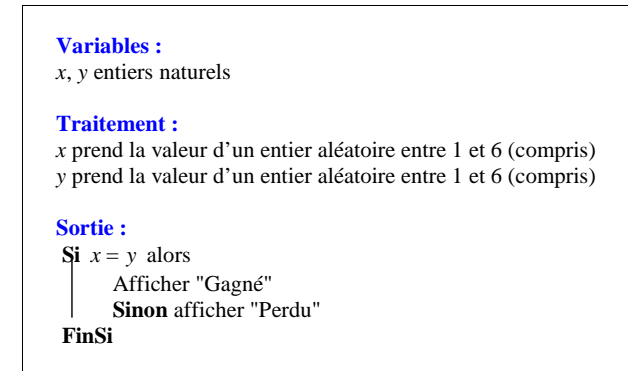 Variables :
x, y entiers naturels
Traitement :
x prend la valeur d'un entier aléatoire entre 1 et 6 (compris)
y prend la valeur d'un entier aléatoire entre 1 et 6 (compris)
Sortie :
Si x = y alors
Afficher "Gagné"
Sinon afficher "Perdu"
FinSi